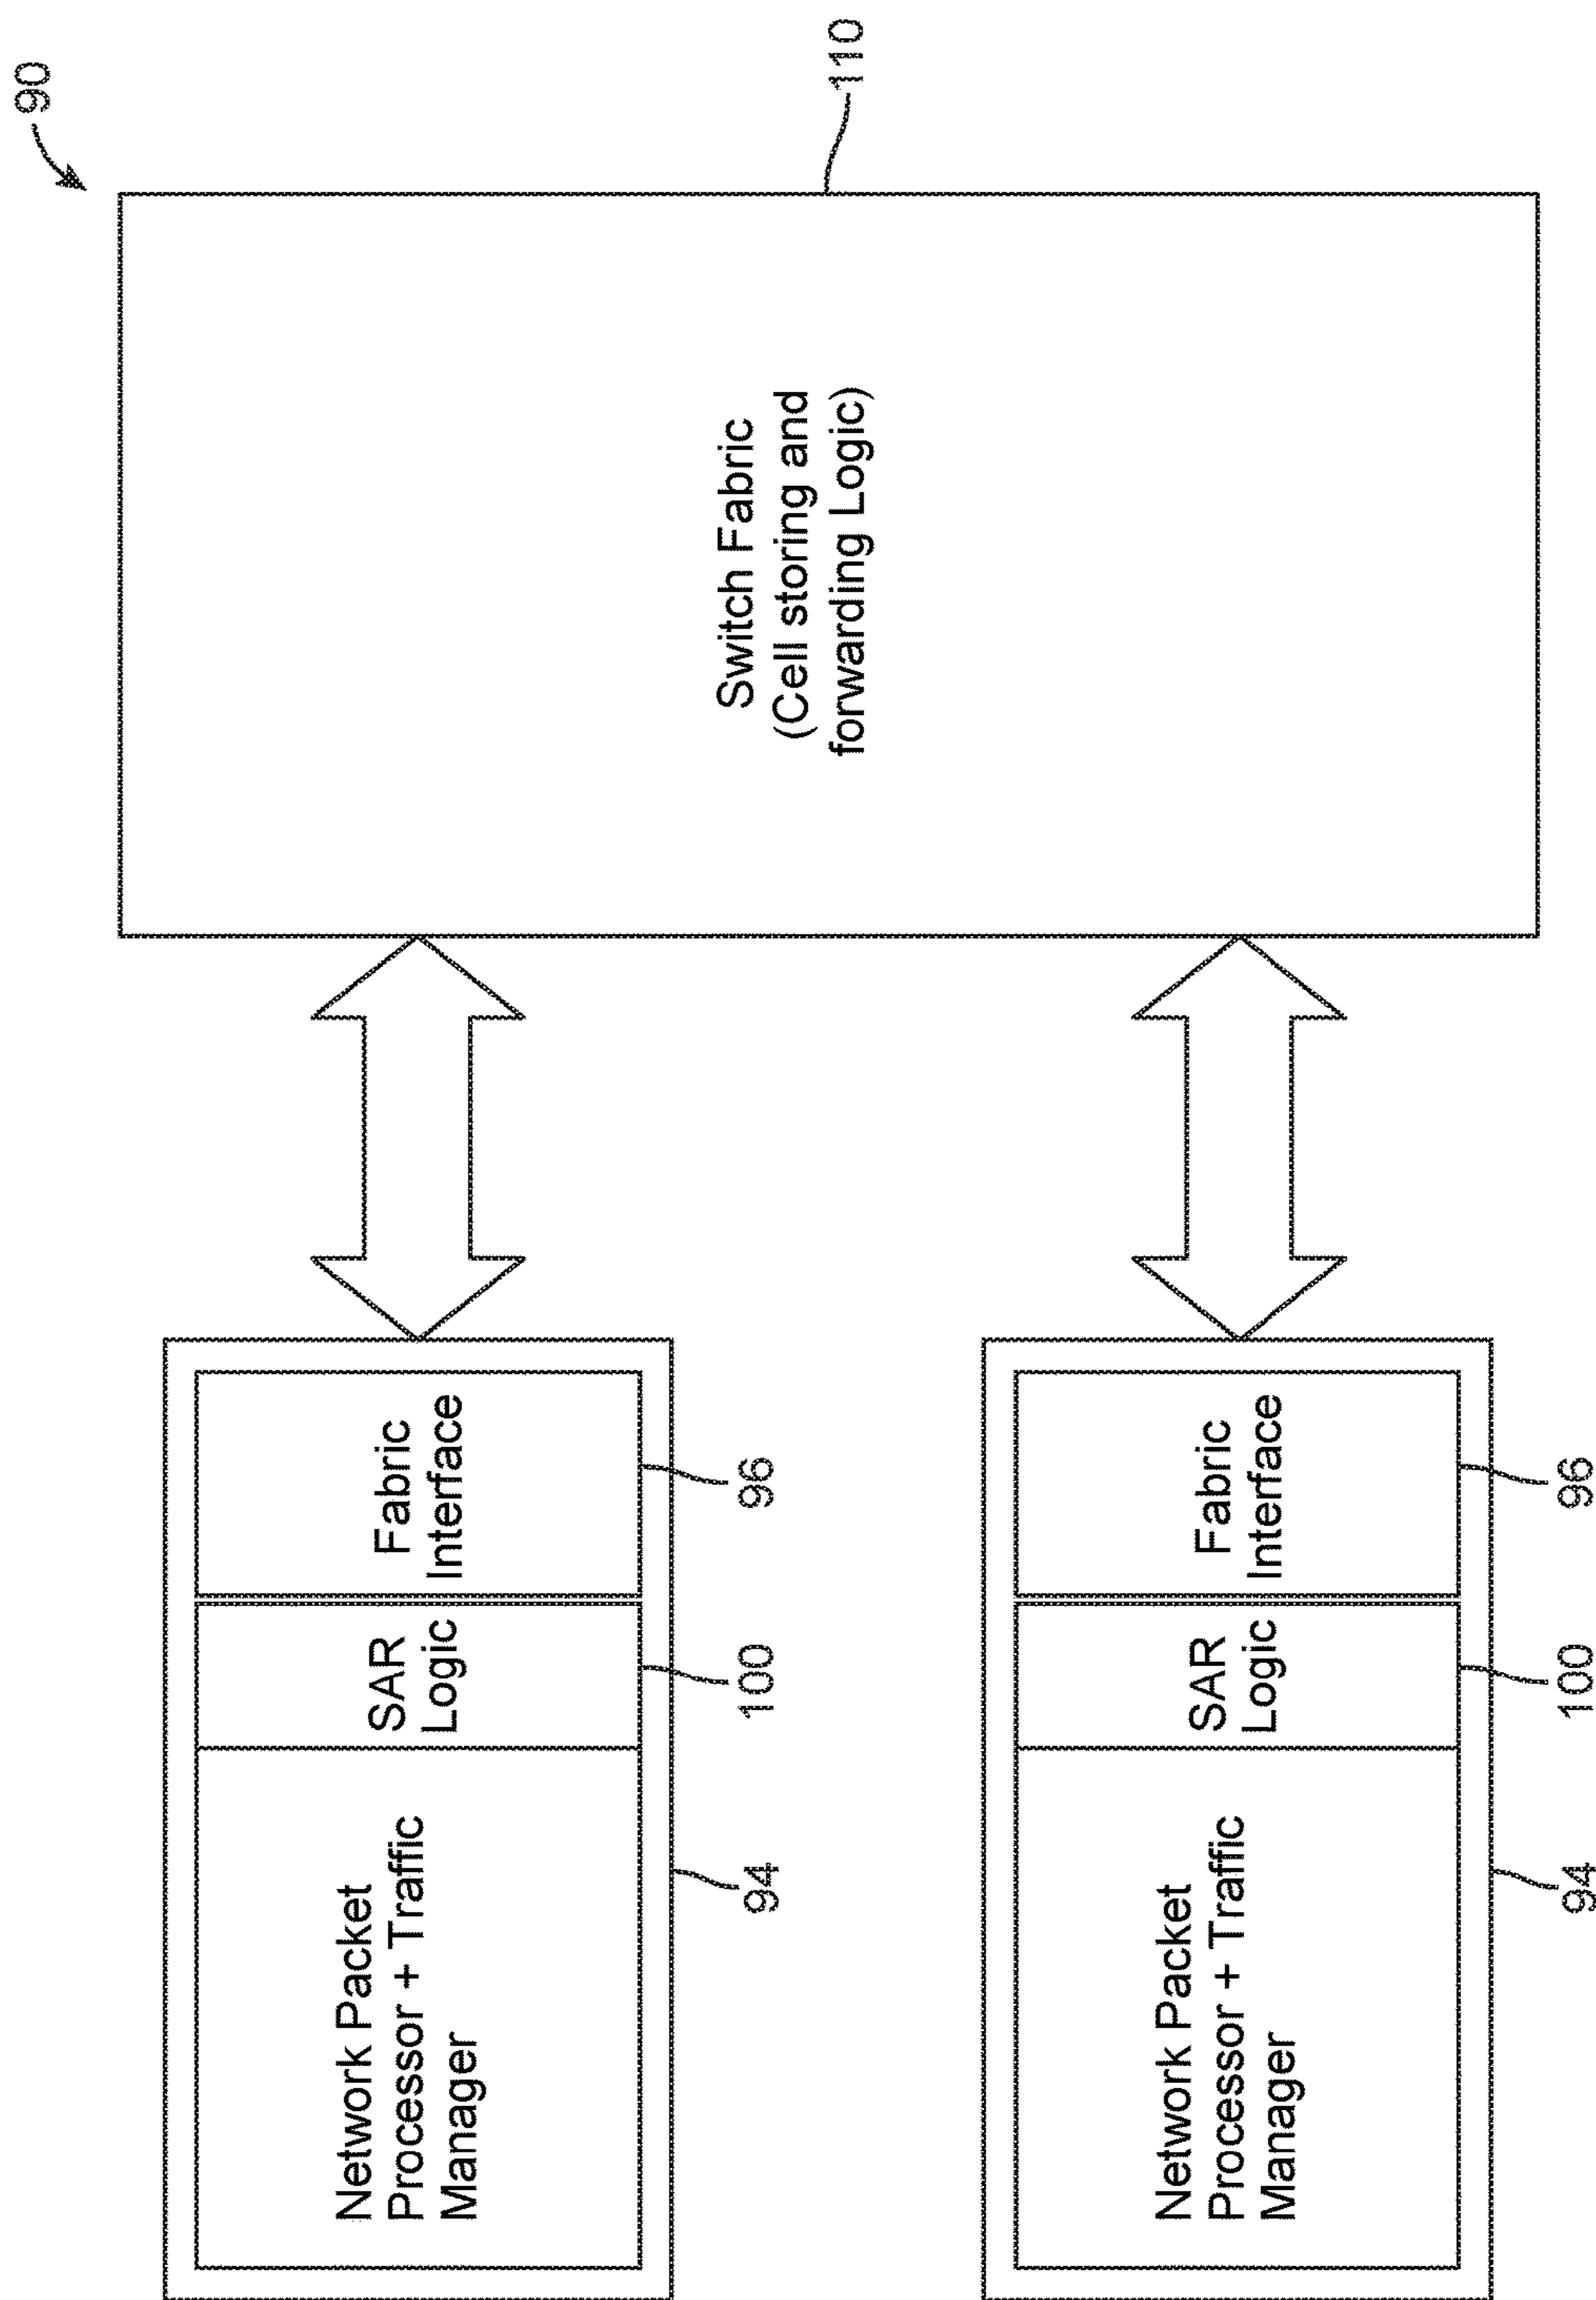 90
Network Packet
Processor + Traffic
Manager
SAR
Logic
Fabric
Interface
94
100
96
Switch Fabric
(Cell storing and
forwarding Logic)
110
Network Packet
Processor + Traffic
Manager
SAR
Logic
Fabric
Interface
94
100
96